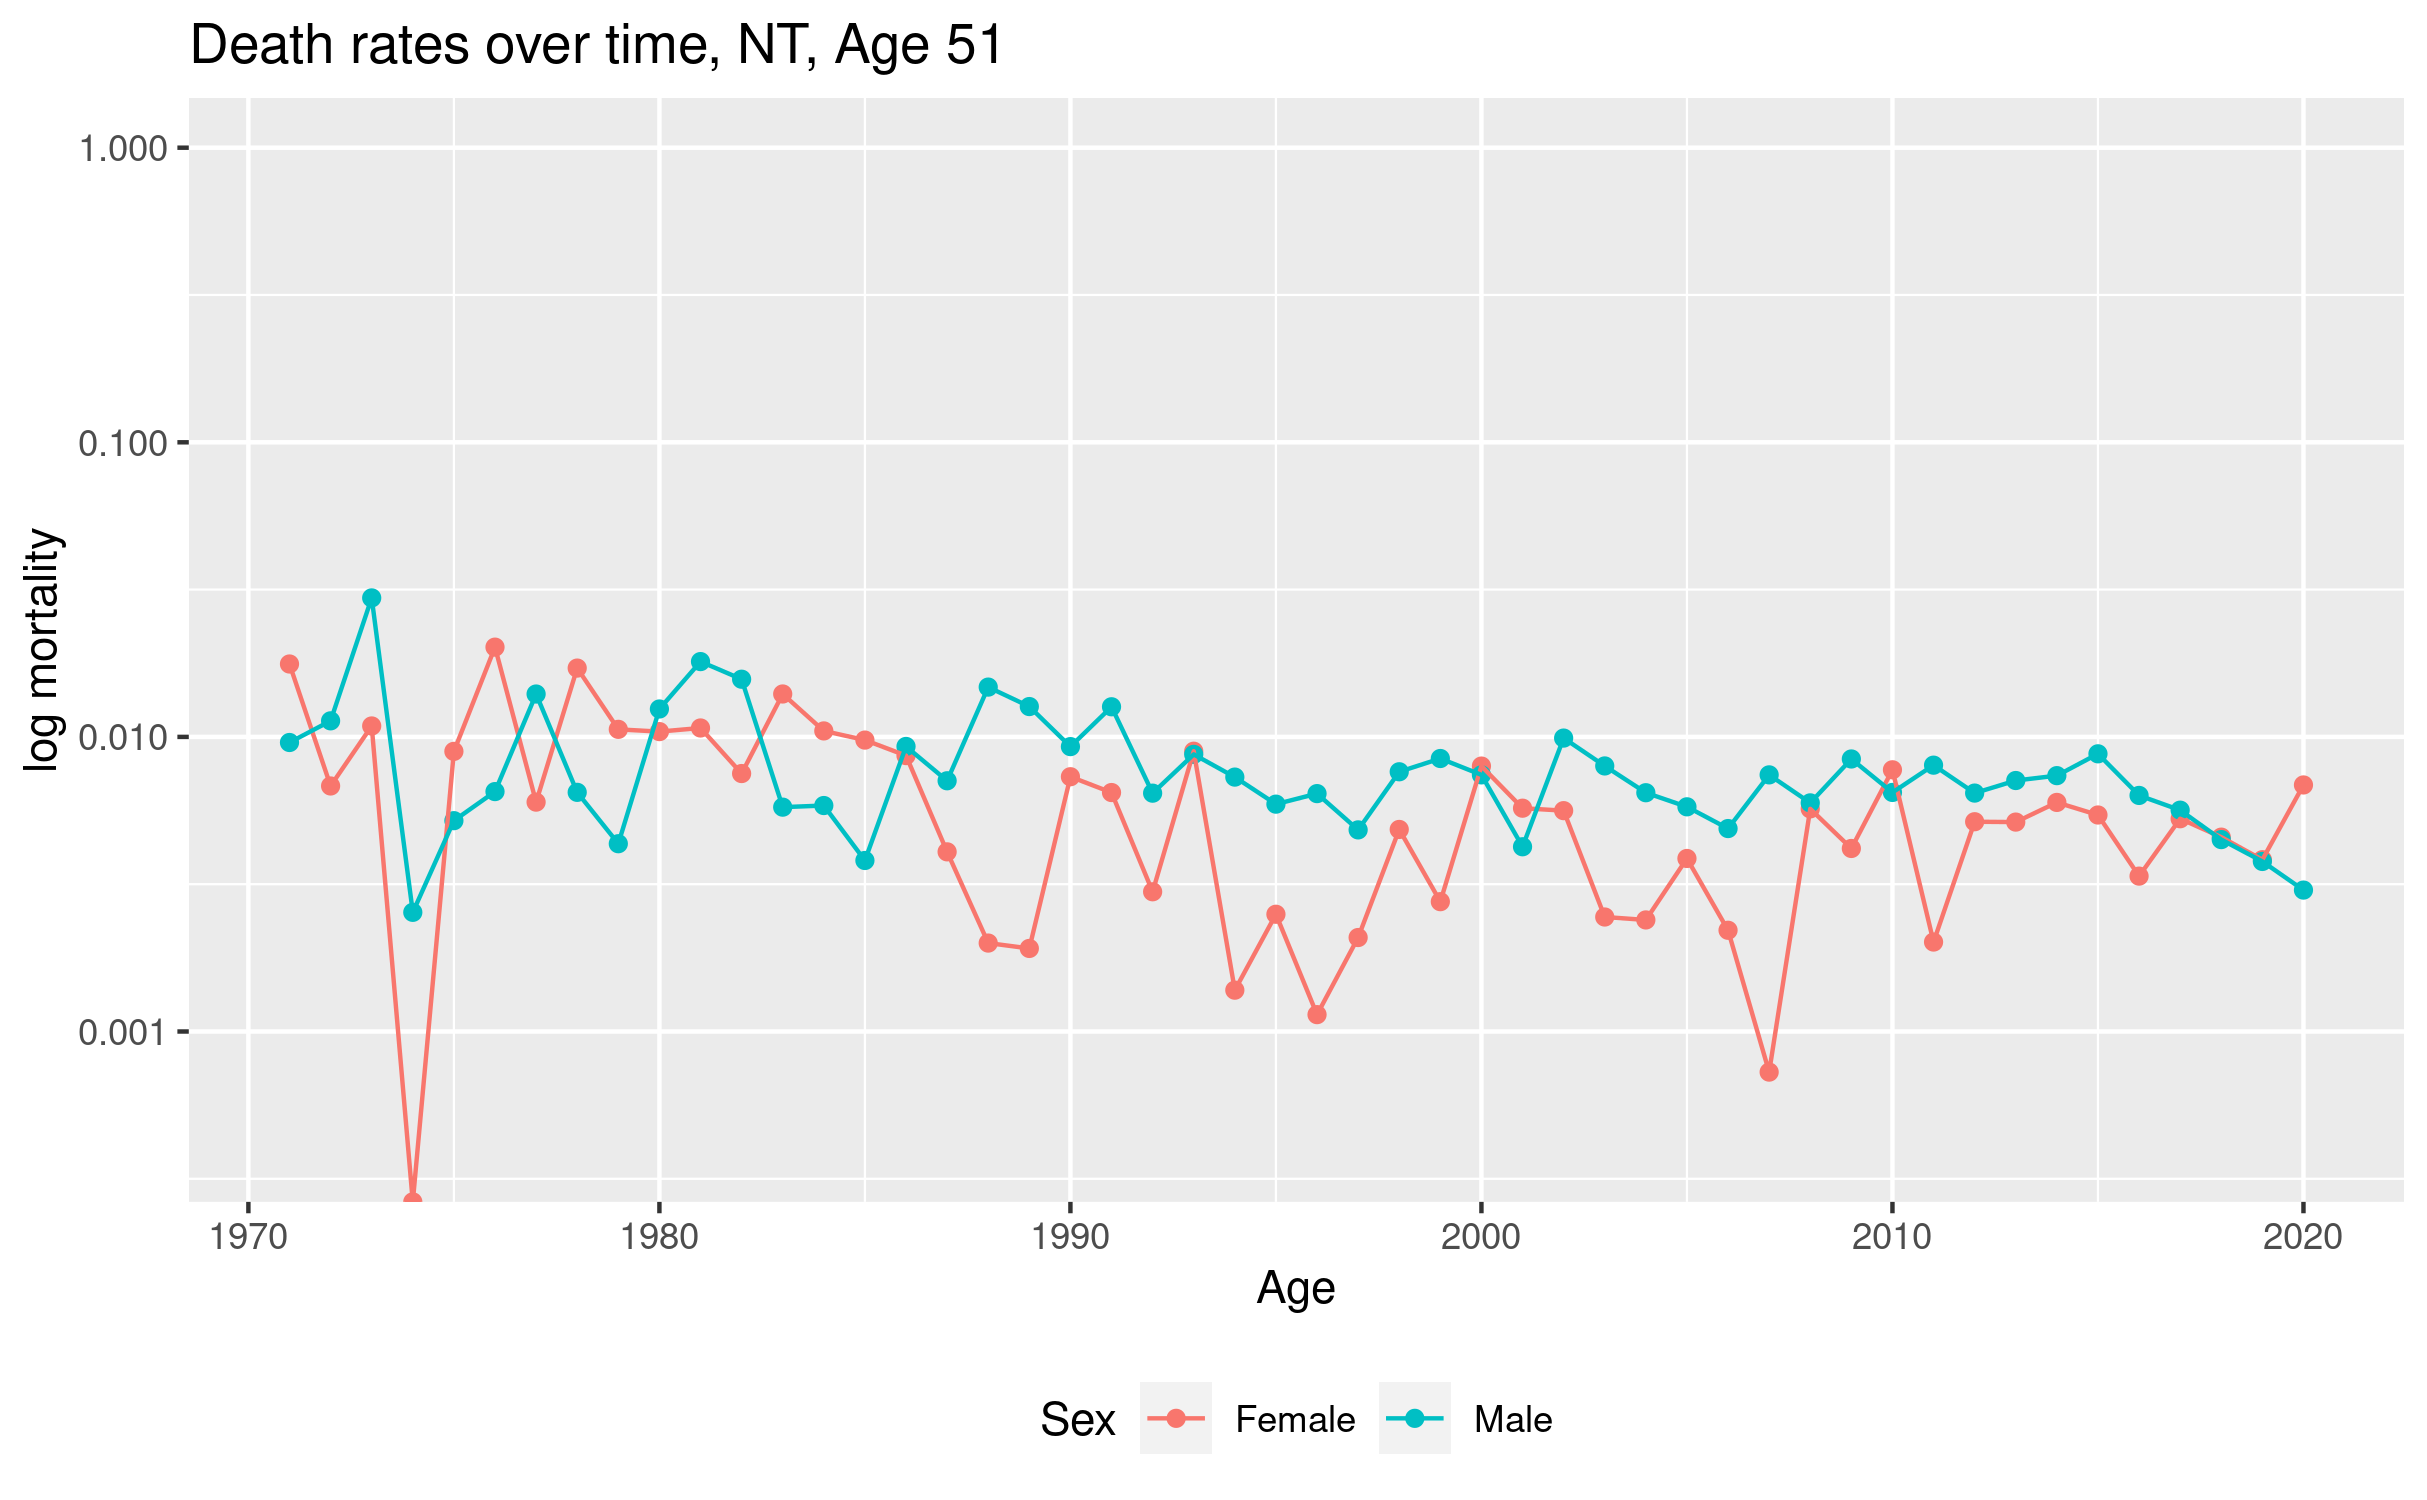 Death rates over time, NT, Age 51
log mortality
1.000
0.100
0.010
0.001
1970 1980 1990 2000 2010 2020
Age
Sex Female Male